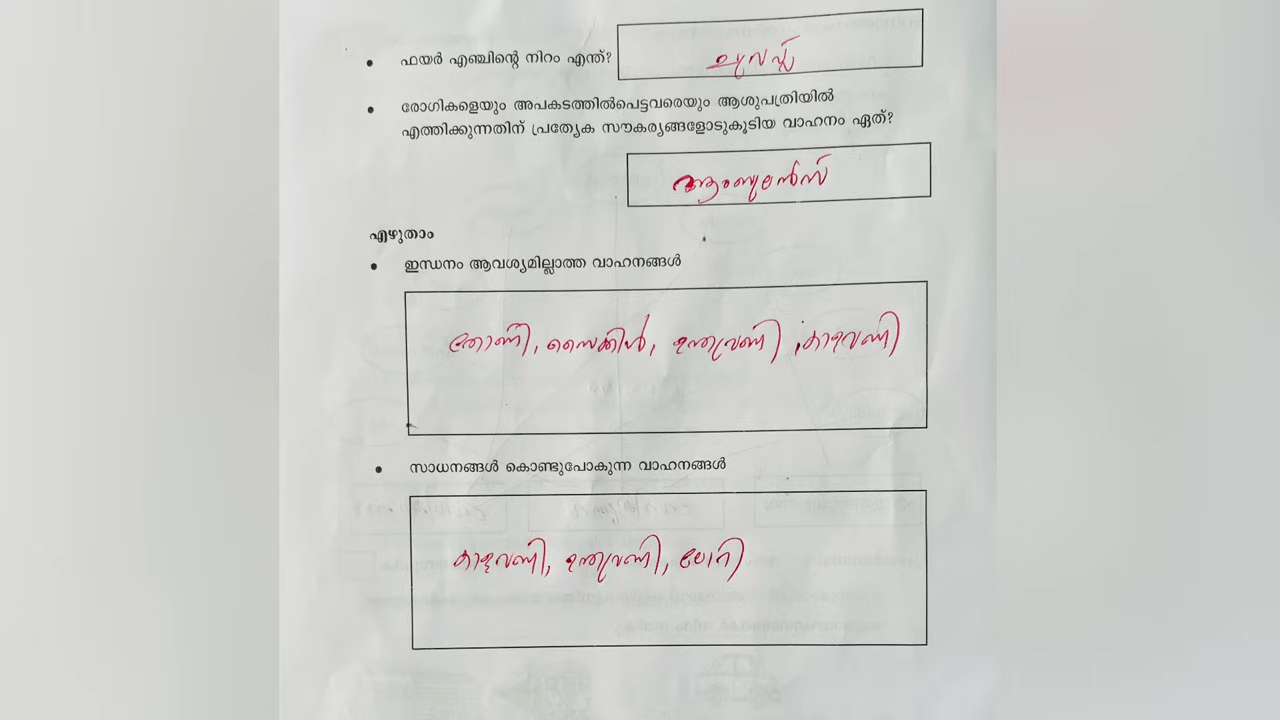 ഫയർ എഞ്ചിന്റെ നിറം എന്ത്?
ചുവപ്പ്
രോഗികളെയും അപകടത്തിൽപെട്ടവരെയും ആശുപത്രിയിൽ
എത്തിക്കുന്നതിന് പ്രത്യേക സൗകര്യങ്ങളോടുകൂടിയ വാഹനം ഏത്?
ആംബുലൻസ്
എഴുതാം
ഇന്ധനം ആവശ്യമില്ലാത്ത വാഹനങ്ങൾ
തോണി, സൈക്കിൾ, ഉന്തുവണ്ടി, കാളവണ്ടി
സാധനങ്ങൾ കൊണ്ടുപോകുന്ന വാഹനങ്ങൾ
കാളവണ്ടി, ഉന്തുവണ്ടി, ലോറി